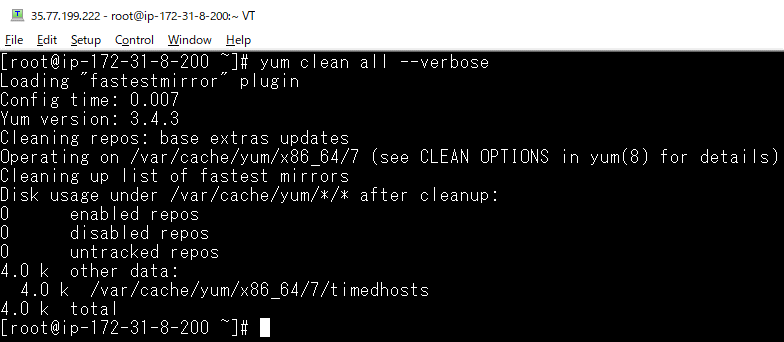 35.77.199.222 - root@ip-172-31-8-200:~ VT
File Edit Setup Control Window Help
[root@ip-172-31-8-200 ~]# yum clean all --verbose
Loading "fastestmirror" plugin
Config time: 0.007
Yum version: 3.4.3
Cleaning repos: base extras updates
Operating on /var/cache/yum/x86_64/7 (see CLEAN OPTIONS in yum(8) for details)
Cleaning up list of fastest mirrors
Disk usage under /var/cache/yum/*/* after cleanup:
0      enabled repos
0      disabled repos
0      untracked repos
4.0 k  other data:
  4.0 k  /var/cache/yum/x86_64/7/timedhosts
4.0 k  total
[root@ip-172-31-8-200 ~]#